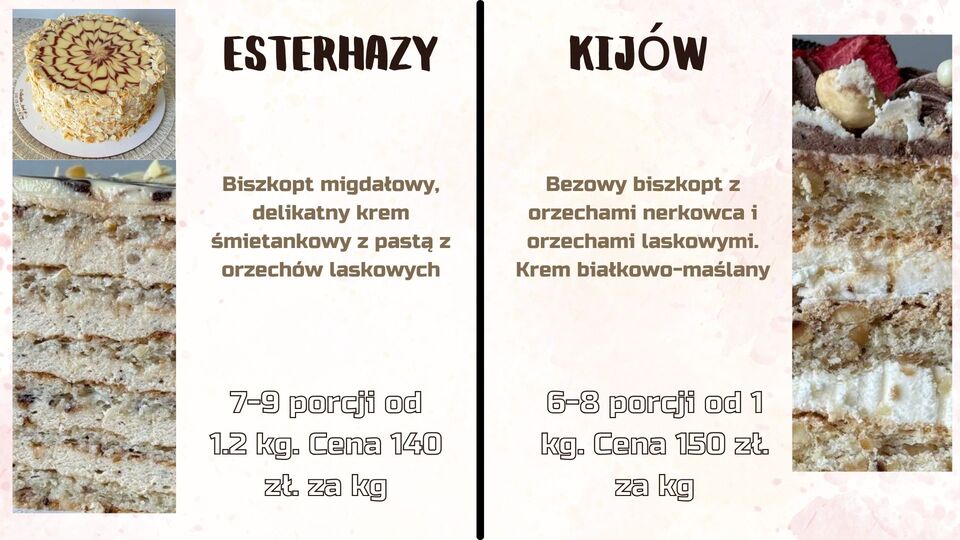 ESTERHAZY
Biszkopt migdałowy,
delikatny krem
śmietankowy z pastą z
orzechów laskowych
7-9 porcji od
1.2 kg. Cena 140
zł. za kg
KIJÓW
Bezowy biszkopt z
orzechami nerkowca i
orzechami laskowymi.
Krem białkowo-maślany
6-8 porcji od 1
kg. Cena 150 zł.
za kg